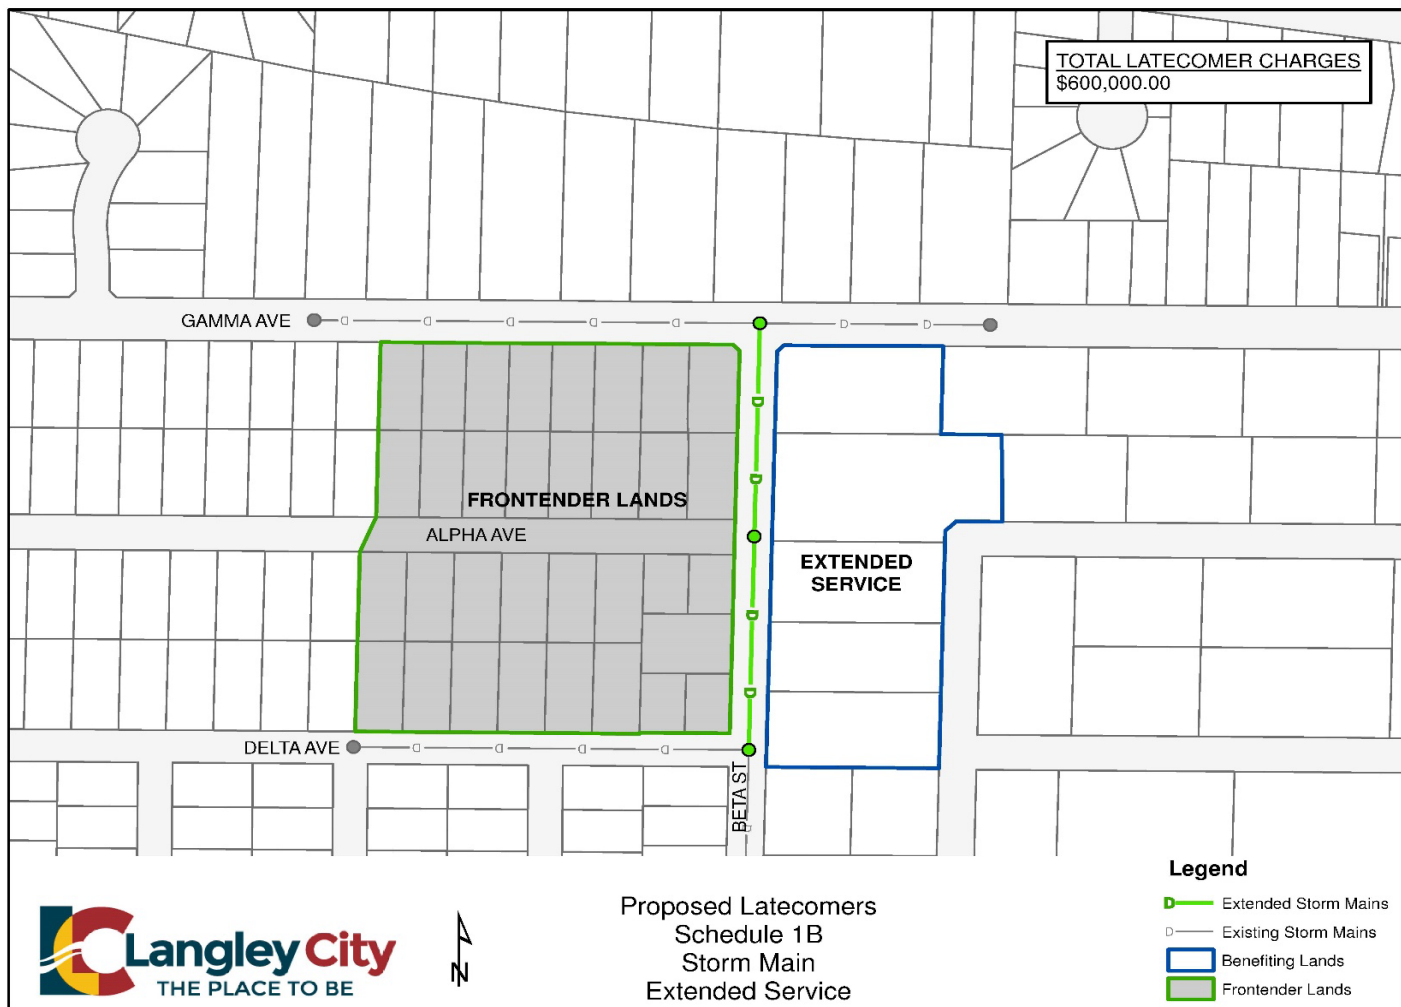 TOTAL LATECOMER CHARGES
$600,000.00
GAMMA AVE
D D D D D D D
D
D
FRONTENDER LANDS
ALPHA AVE
EXTENDED
SERVICE
D
D
DELTA AVE
D D D D
BETA ST
D
Legend
D Extended Storm Mains
D Existing Storm Mains
Benefiting Lands
Frontender Lands
LC Langley City
THE PLACE TO BE
N
Proposed Latecomers
Schedule 1B
Storm Main
Extended Service